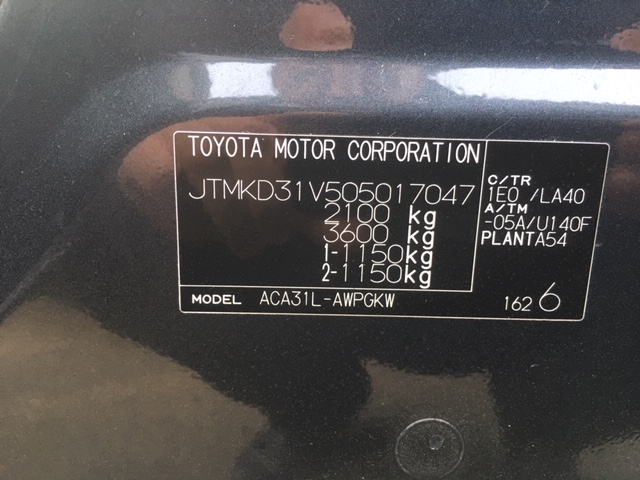 TOYOTA MOTOR CORPORATION
JTMKD31V505017047
2100 kg
3600 kg
1-1150kg
2-1150kg
C/TR
1E0 /LA40
A/TM
-05A/U140F
PLANTA54
MODEL ACA31L-AWPGKW
162 6